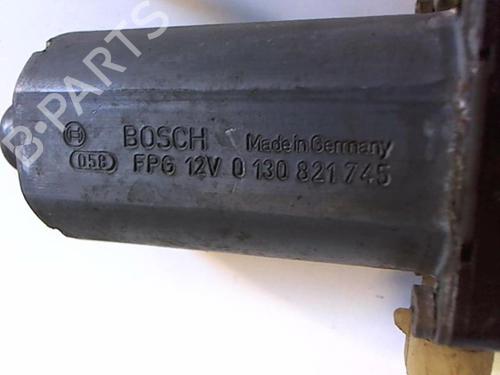 B-PARTS
BOSCH Made in Germany
058 FPG 12V 0 130 821 745